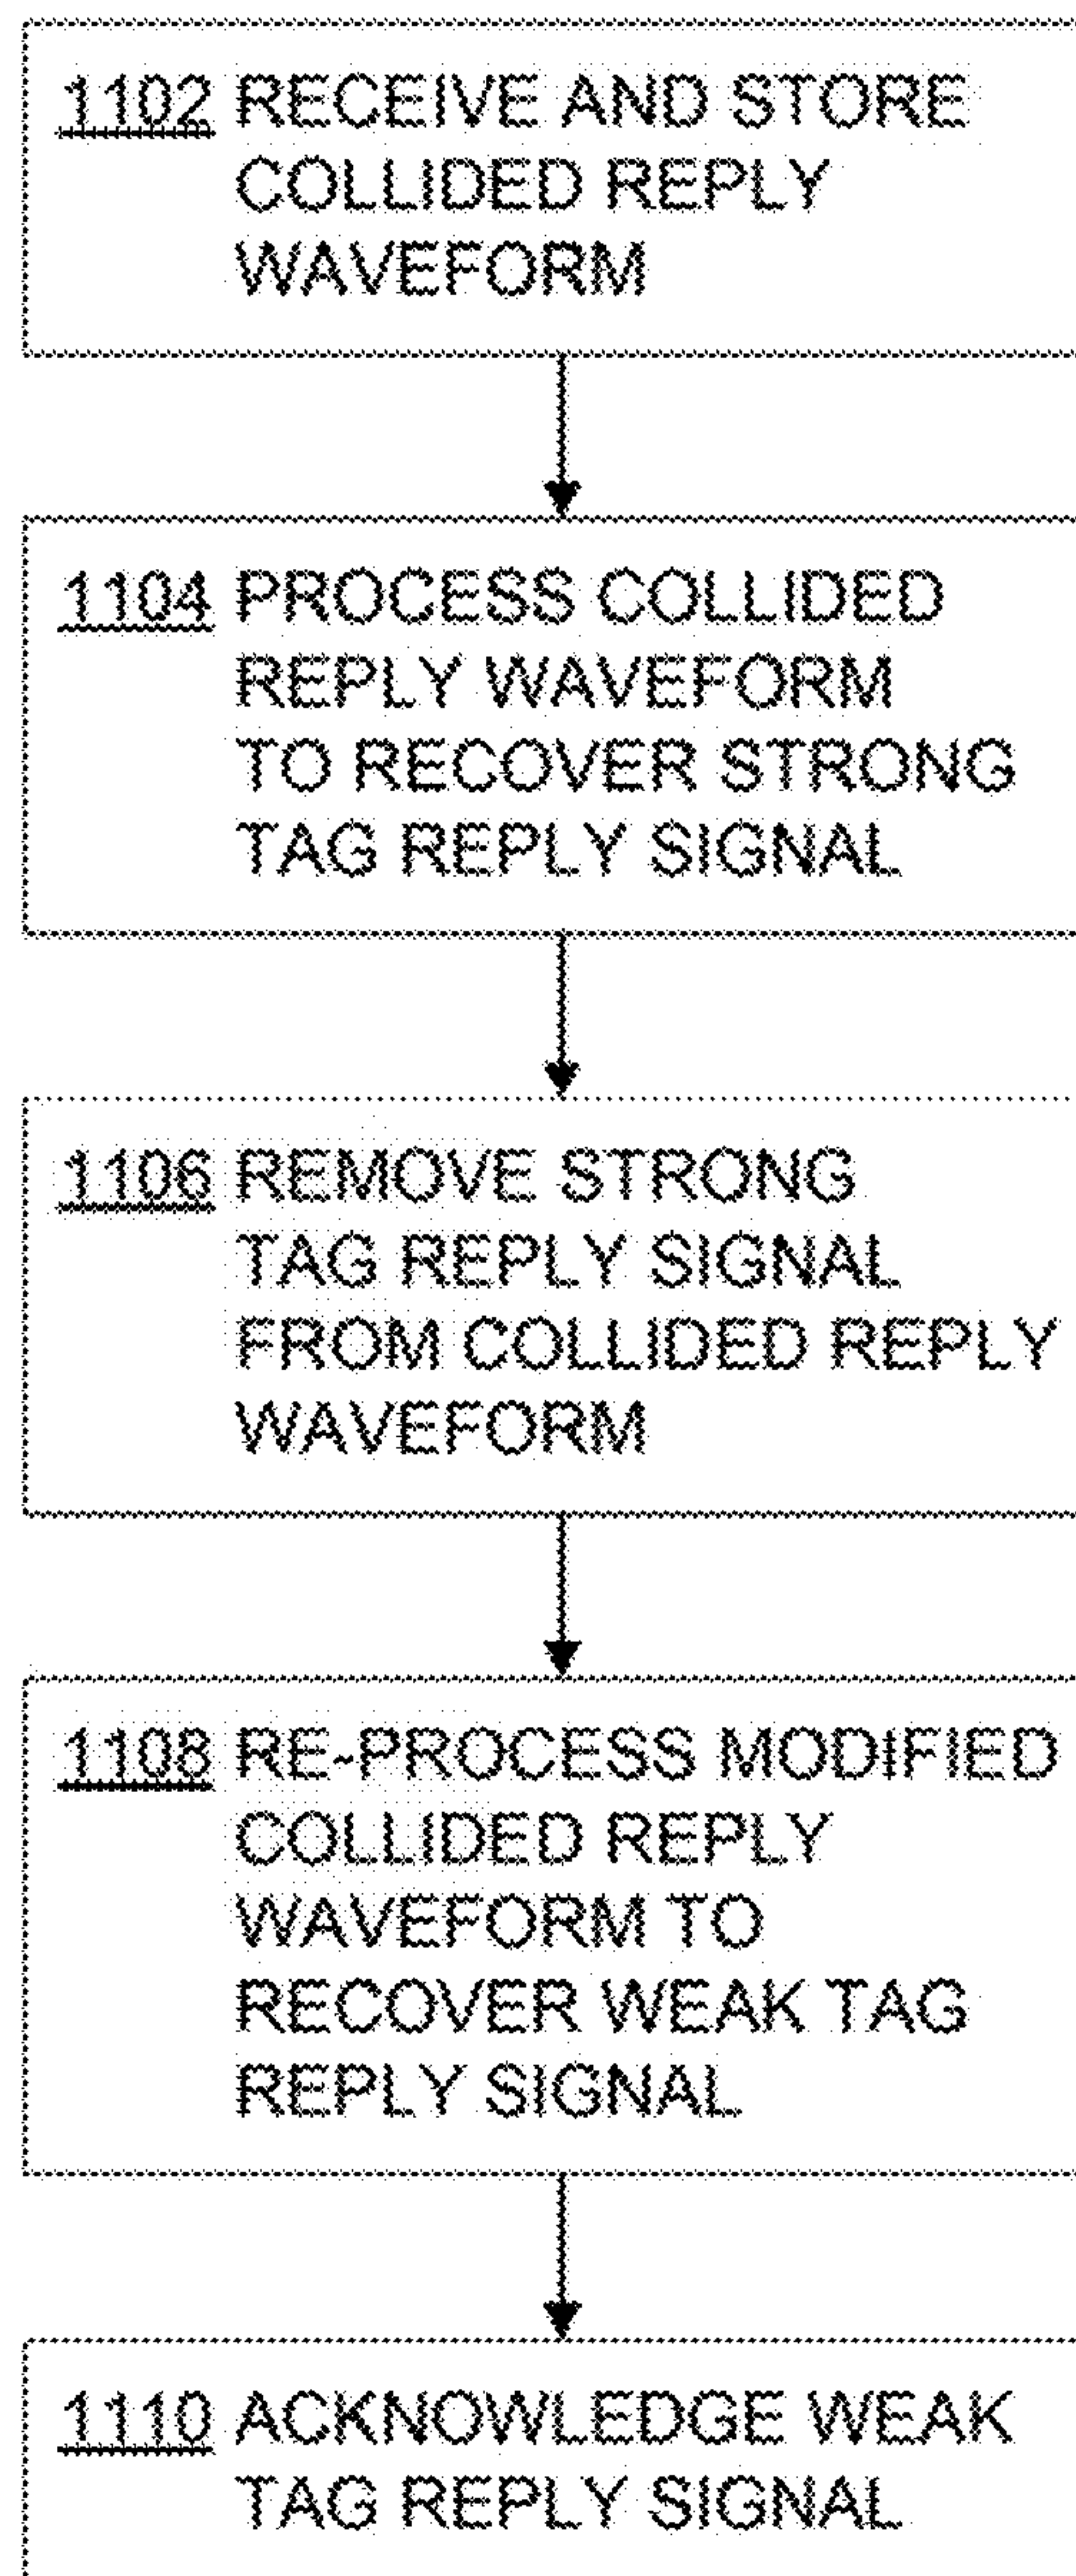 1102 RECEIVE AND STORE
COLLIDED REPLY
WAVEFORM
1104 PROCESS COLLIDED
REPLY WAVEFORM
TO RECOVER STRONG
TAG REPLY SIGNAL
1106 REMOVE STRONG
TAG REPLY SIGNAL
FROM COLLIDED REPLY
WAVEFORM
1108 RE-PROCESS MODIFIED
COLLIDED REPLY
WAVEFORM TO
RECOVER WEAK TAG
REPLY SIGNAL
1110 ACKNOWLEDGE WEAK
TAG REPLY SIGNAL